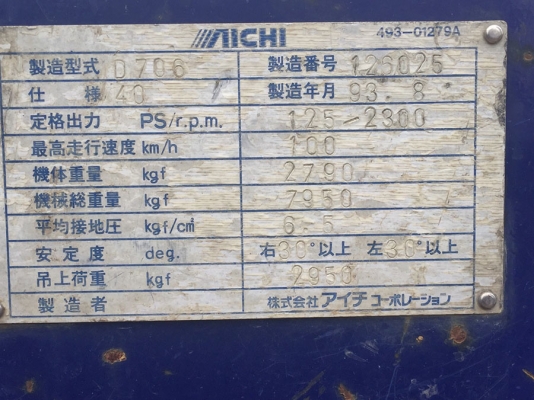 AICHI 493-01279A
製造型式 D706 製造番号 126025
仕様 40 製造年月 93.8
定格出力 PS/r.p.m. 125-2300
最高走行速度 km/h 100
機体重量 kgf 2790
機械総重量 kgf 7950
平均接地圧 kgf/c㎡ 6.5
安定度 deg. 右36°以上 左36°以上
吊上荷重 kgf 2950
製造者 株式会社アイチコーポレーション